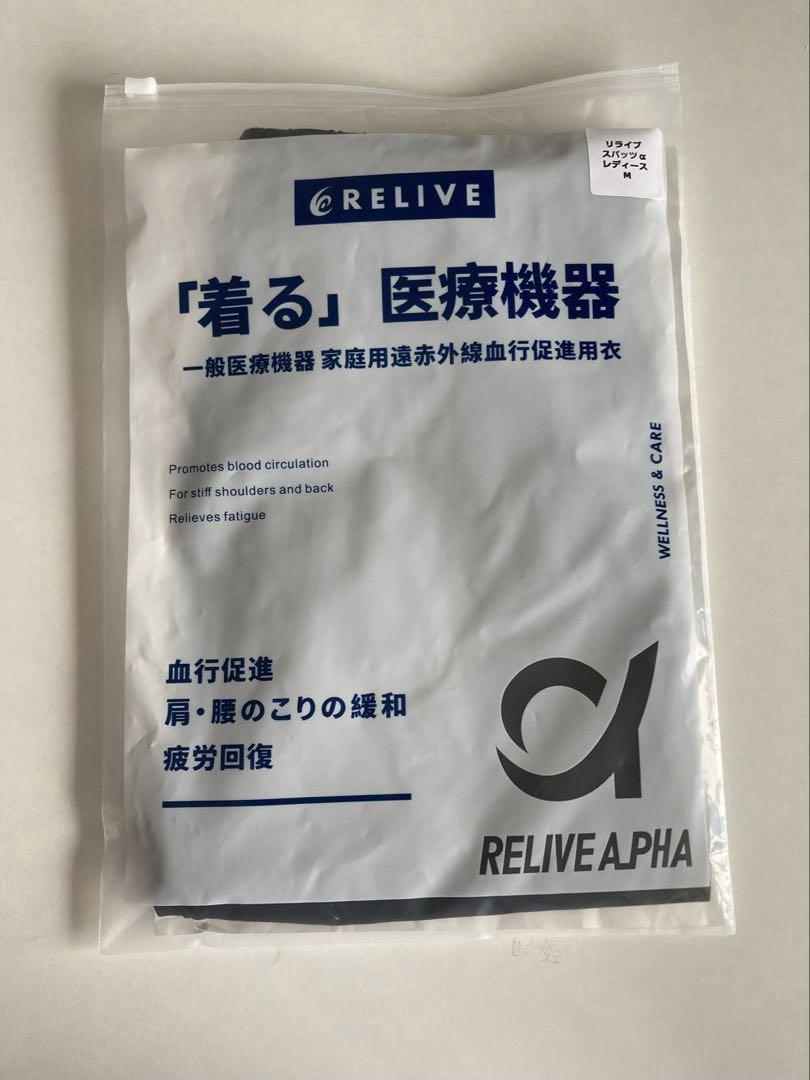 リライブ
スパッツα
レディース
M
RELIVE
「着る」医療機器
一般医療機器 家庭用遠赤外線血行促進用衣
Promotes blood circulation
For stiff shoulders and back
Relieves fatigue
WELLNESS & CARE
血行促進
肩・腰のこりの緩和
疲労回復
RELIVE ALPHA